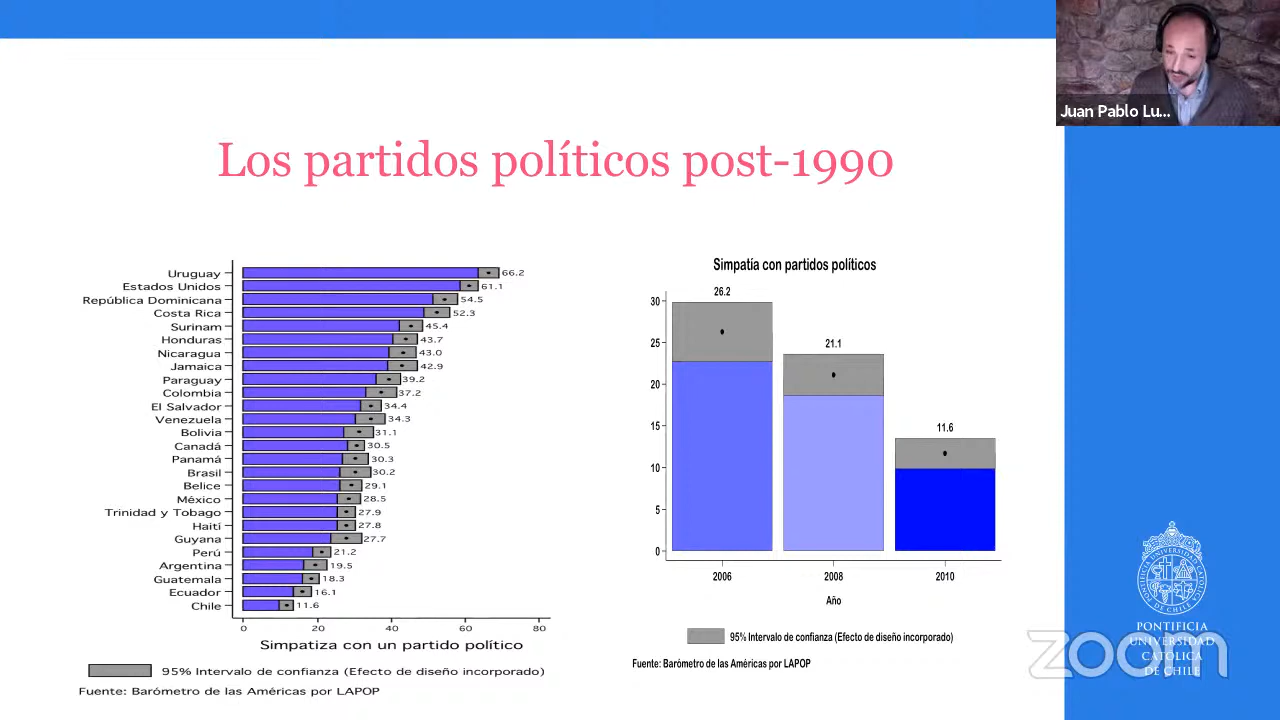 Juan Pablo Lu...
Los partidos políticos post-1990
Uruguay 66.2
Estados Unidos 61.1
República Dominicana 54.5
Costa Rica 52.3
Surinam 45.4
Honduras 43.7
Nicaragua 43.0
Jamaica 42.9
Paraguay 39.2
Colombia 37.2
El Salvador 34.4
Venezuela 34.3
Bolivia 31.1
Canadá 30.5
Panamá 30.3
Brasil 30.2
Belice 29.1
México 28.5
Trinidad y Tobago 27.9
Haití 27.8
Guyana 27.7
Perú 21.2
Argentina 19.5
Guatemala 18.3
Ecuador 16.1
Chile 11.6
0 20 40 60 80
Simpatiza con un partido político
95% Intervalo de confianza (Efecto de diseño incorporado)
Fuente: Barómetro de las Américas por LAPOP
Simpatía con partidos políticos
26.2
21.1
11.6
30
25
20
15
10
5
0
2006 2008 2010
Año
95% Intervalo de confianza (Efecto de diseño incorporado)
Fuente: Barómetro de las Américas por LAPOP
PONTIFICIA
UNIVERSIDAD
CATÓLICA
DE CHILE
zoom